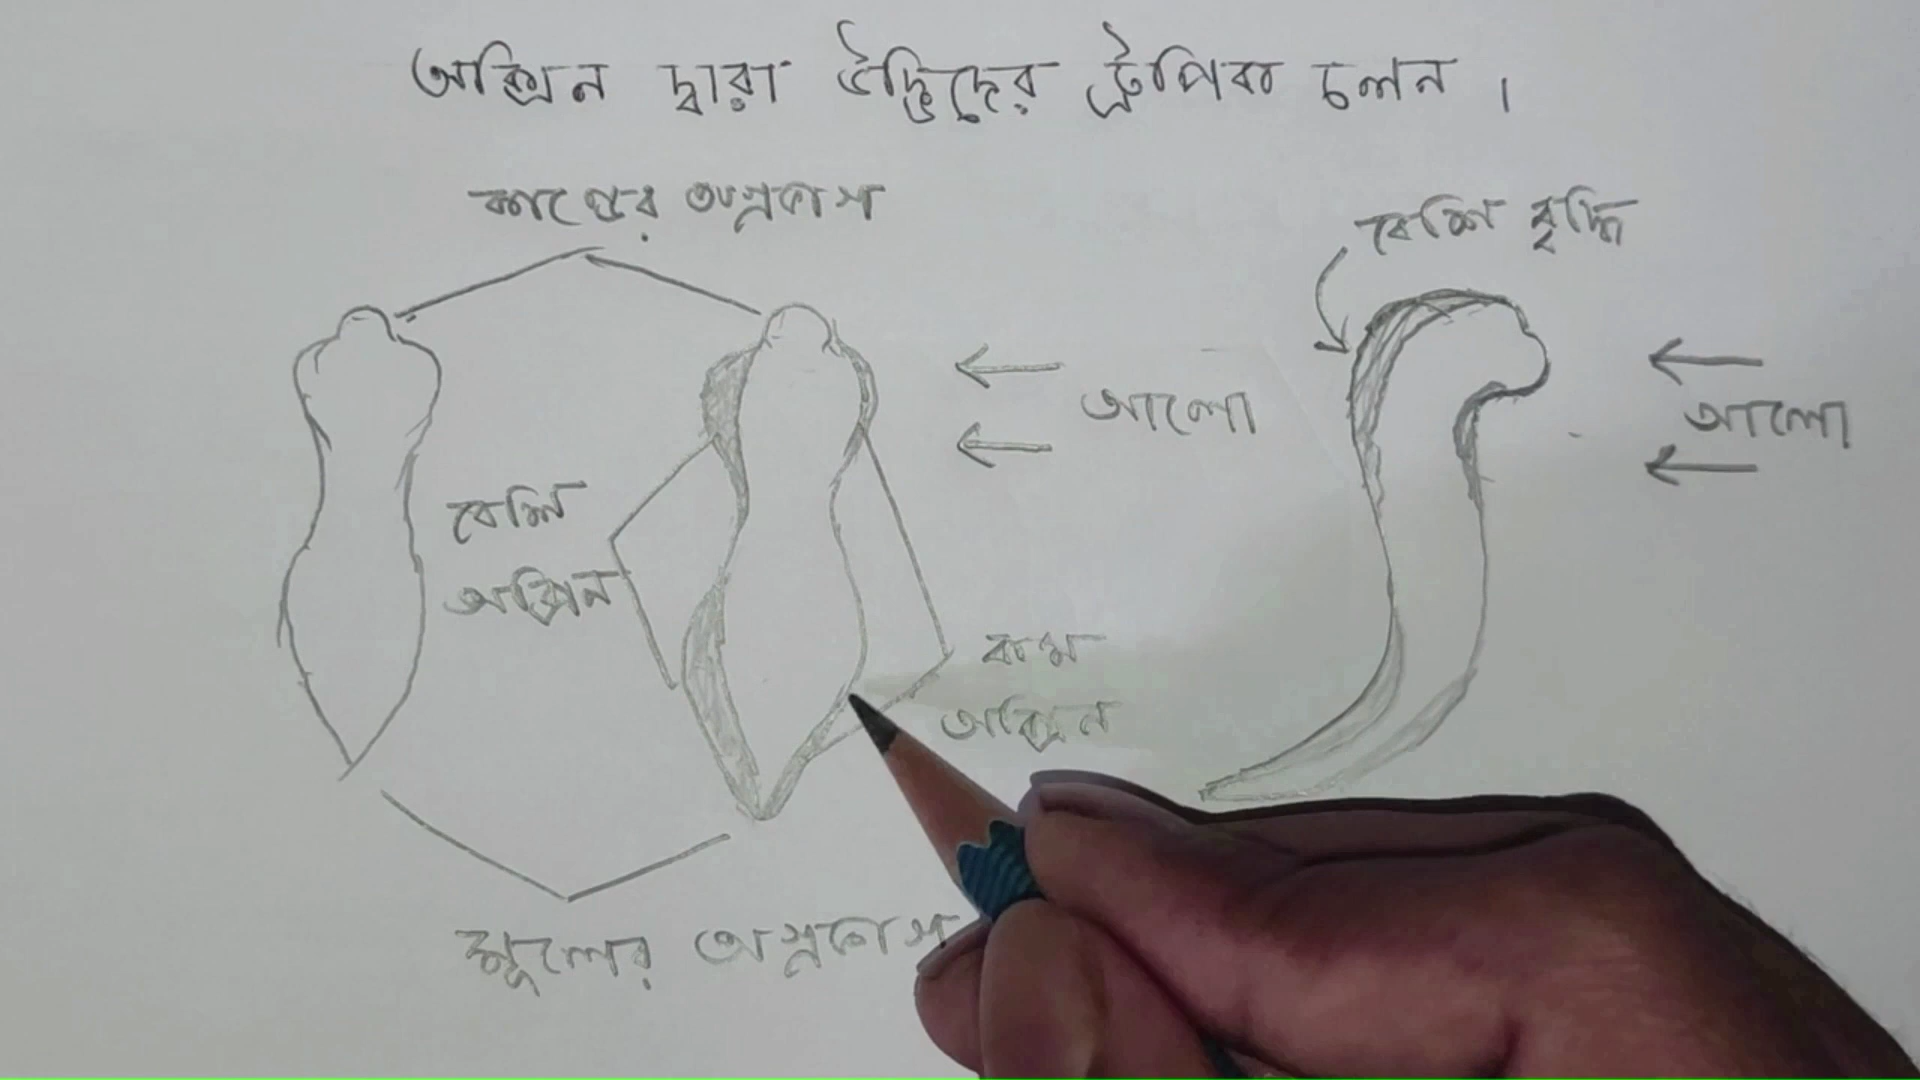 অক্সিন দ্বারা উদ্ভিদের ট্রপিক চলন ।
কাণ্ডের অগ্রভাগ
বেশি বৃদ্ধি
আলো
আলো
বেশি
অক্সিন
কম
অক্সিন
মূলের অগ্রভাগ